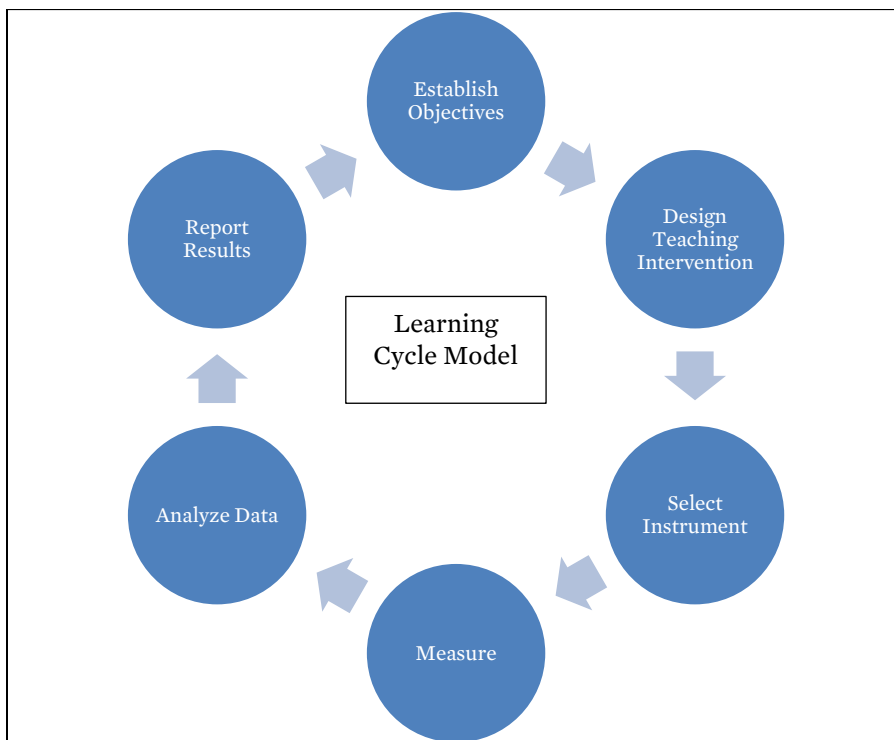 Establish
Objectives
Design
Teaching
Intervention
Select
Instrument
Measure
Analyze Data
Report
Results
Learning
Cycle Model